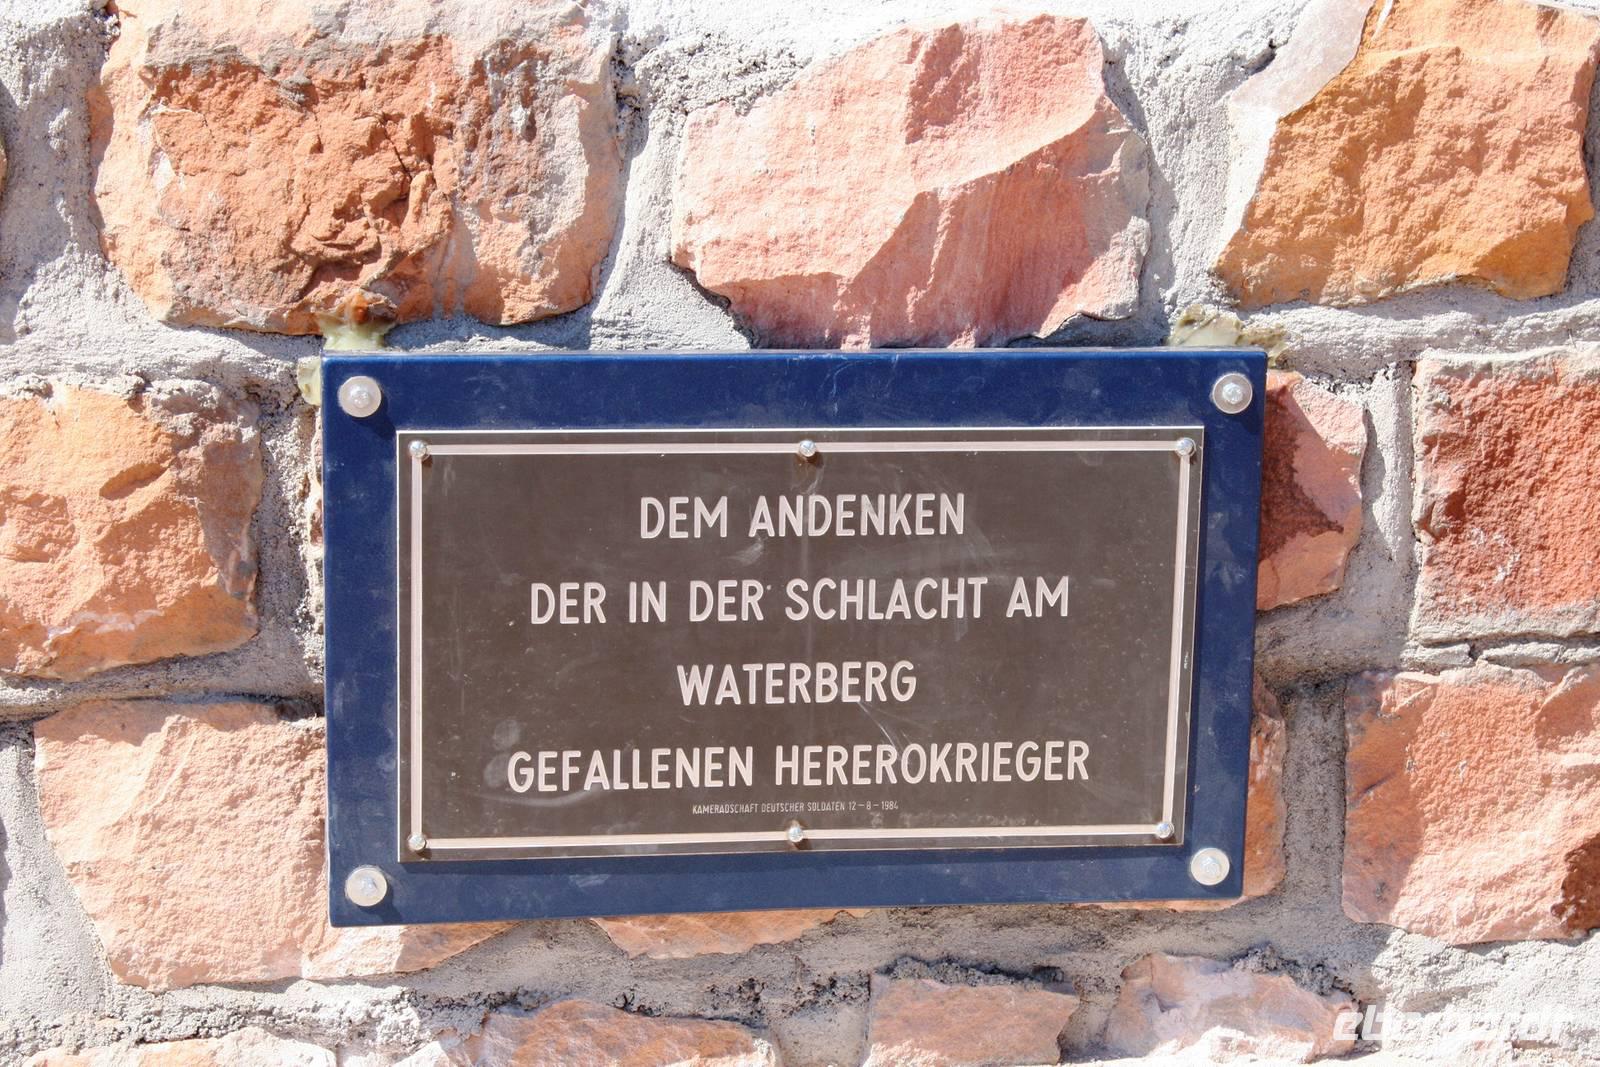 DEM ANDENKEN
DER IN DER SCHLACHT AM
WATERBERG
GEFALLENEN HEREROKRIEGER
KAMERADSCHAFT DEUTSCHER SOLDATEN 12-8-1984